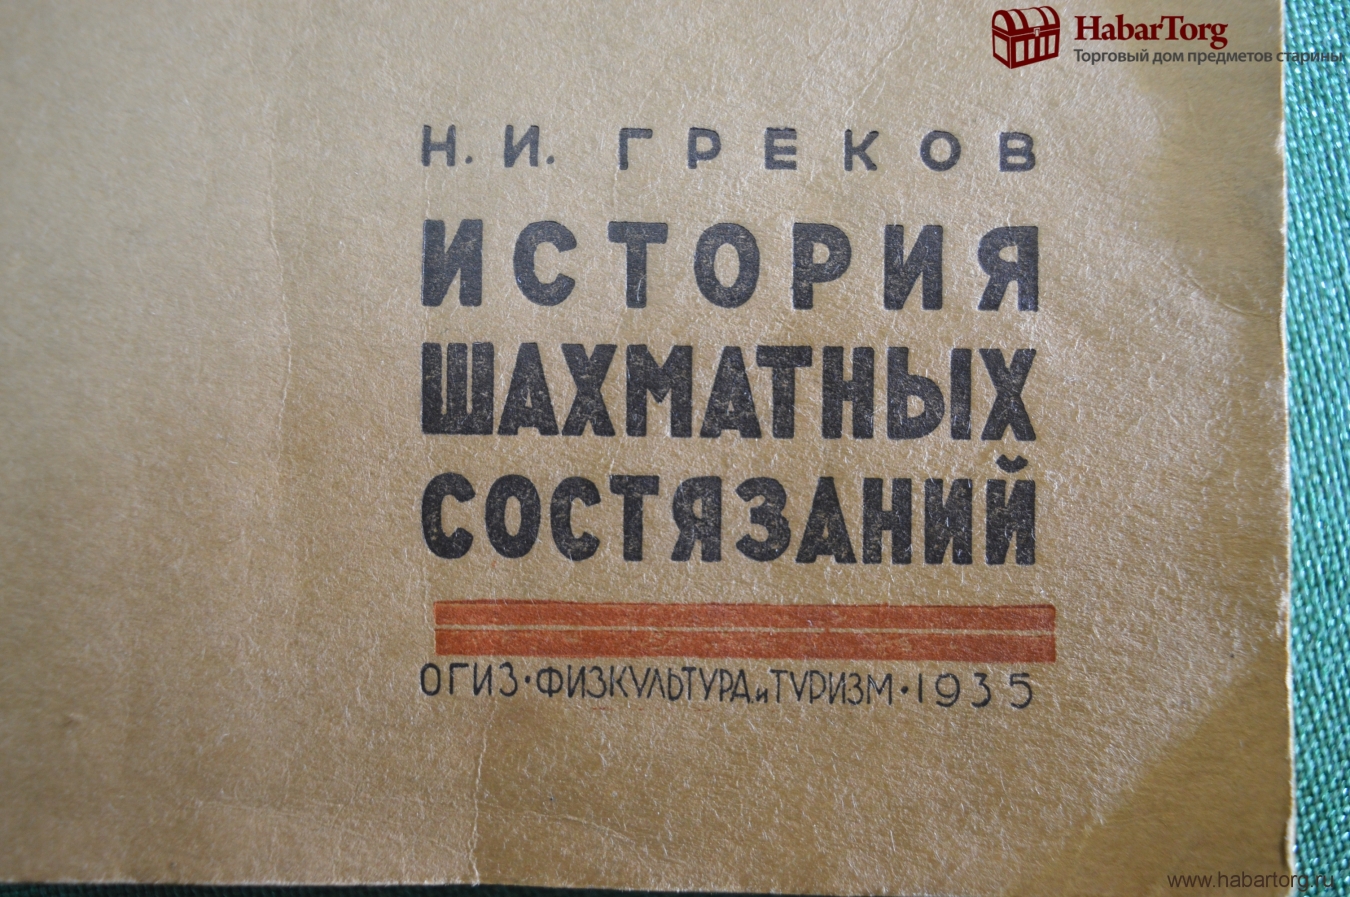 HabarTorg
Торговый дом предметов старины
Н. И. ГРЕКОВ
ИСТОРИЯ
ШАХМАТНЫХ
СОСТЯЗАНИЙ
ОГИЗ·ФИЗКУЛЬТУРА и ТУРИЗМ·1935
www.habartorg.ru